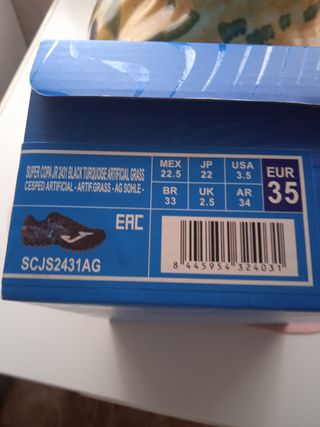 SUPER COPA JR 2431 BLACK TURQUOISE ARTIFICIAL GRASS
CESPED ARTIFICIAL - ARTIF.GRASS - AG SOHLE -
MEX 22.5
JP 22
USA 3.5
BR 33
UK 2.5
AR 34
EUR 35
EAC
SCJS2431AG
8 445954 324031